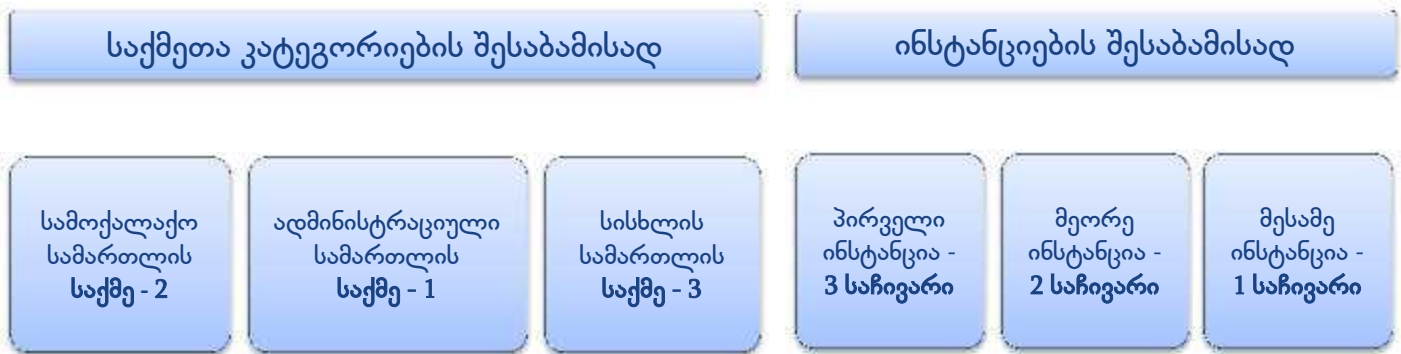 საქმეთა კატეგორიების შესაბამისად
ინსტანციების შესაბამისად
სამოქალაქო
სამართლის
საქმე - 2
ადმინისტრაციული
სამართლის
საქმე - 1
სისხლის
სამართლის
საქმე - 3
პირველი
ინსტანცია -
3 საჩივარი
მეორე
ინსტანცია -
2 საჩივარი
მესამე
ინსტანცია -
1 საჩივარი